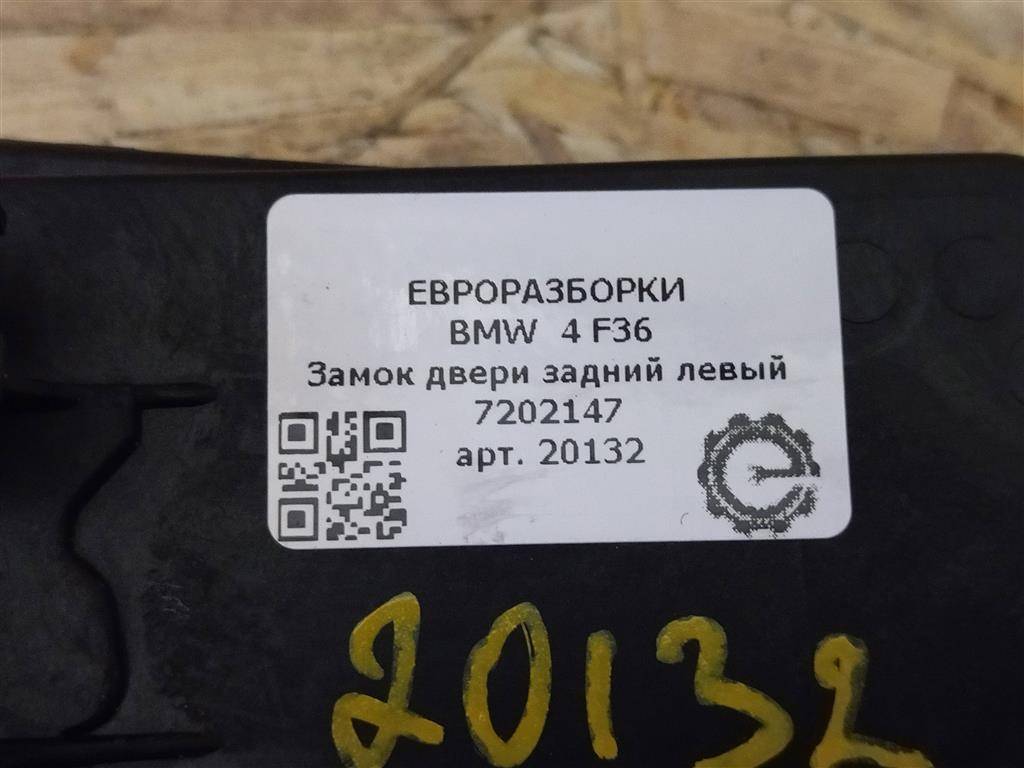 ЕВРОРАЗБОРКИ
BMW 4 F36
Замок двери задний левый
7202147
арт. 20132
20132